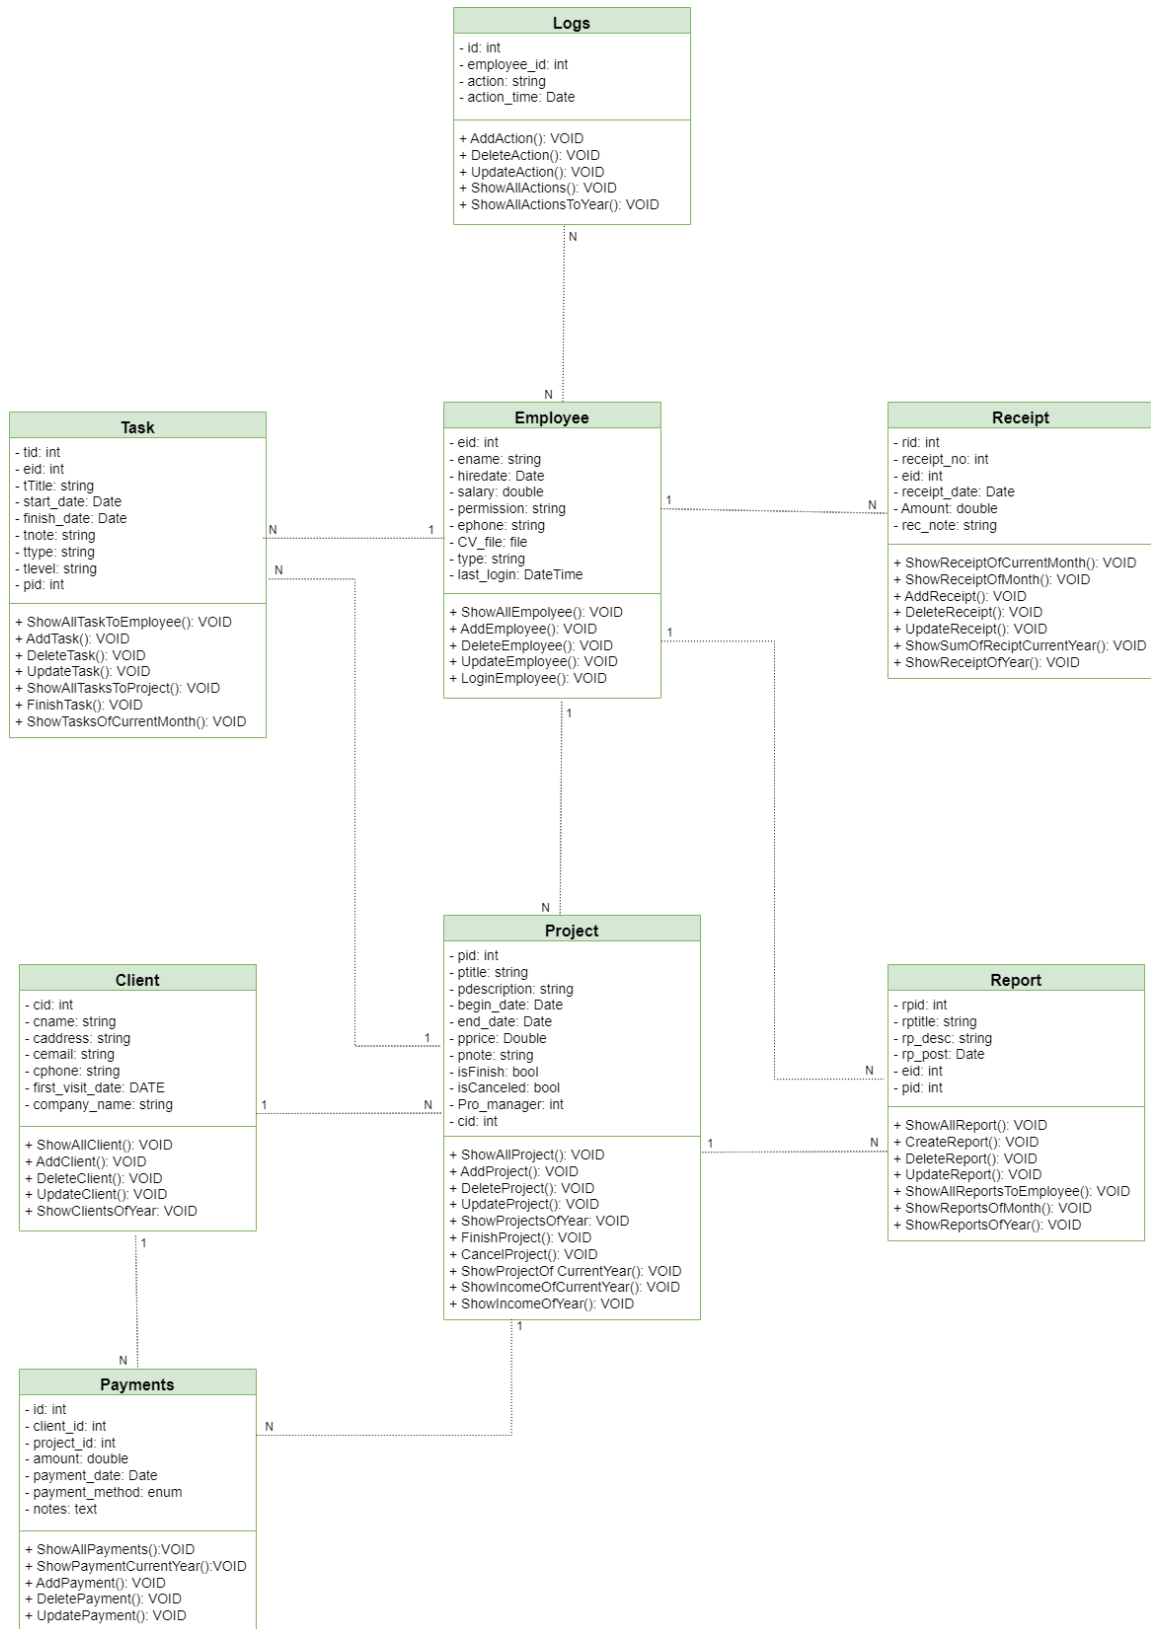 Logs
- id: int
- employee_id: int
- action: string
- action_time: Date
+ AddAction(): VOID
+ DeleteAction(): VOID
+ UpdateAction(): VOID
+ ShowAllActions(): VOID
+ ShowAllActionsToYear(): VOID
N
N
Task
- tid: int
- eid: int
- tTitle: string
- start_date: Date
- finish_date: Date
- tnote: string
- ttype: string
- tlevel: string
- pid: int
+ ShowAllTaskToEmployee(): VOID
+ AddTask(): VOID
+ DeleteTask(): VOID
+ UpdateTask(): VOID
+ ShowAllTasksToProject(): VOID
+ FinishTask(): VOID
+ ShowTasksOfCurrentMonth(): VOID
N
1
N
Employee
- eid: int
- ename: string
- hiredate: Date
- salary: double
- permission: string
- ephone: string
- CV_file: file
- type: string
- last_login: DateTime
+ ShowAllEmpolyee(): VOID
+ AddEmployee(): VOID
+ DeleteEmployee(): VOID
+ UpdateEmployee(): VOID
+ LoginEmployee(): VOID
1
N
1
1
N
Receipt
- rid: int
- receipt_no: int
- eid: int
- receipt_date: Date
- Amount: double
- rec_note: string
+ ShowReceiptOfCurrentMonth(): VOID
+ ShowReceiptOfMonth(): VOID
+ AddReceipt(): VOID
+ DeleteReceipt(): VOID
+ UpdateReceipt(): VOID
+ ShowSumOfReciptCurrentYear(): VOID
+ ShowReceiptOfYear(): VOID
Client
- cid: int
- cname: string
- caddress: string
- cemail: string
- cphone: string
- first_visit_date: DATE
- company_name: string
+ ShowAllClient(): VOID
+ AddClient(): VOID
+ DeleteClient(): VOID
+ UpdateClient(): VOID
+ ShowClientsOfYear: VOID
1
N
1
1
N
Project
- pid: int
- ptitle: string
- pdescription: string
- begin_date: Date
- end_date: Date
- pprice: Double
- pnote: string
- isFinish: bool
- isCanceled: bool
- Pro_manager: int
- cid: int
+ ShowAllProject(): VOID
+ AddProject(): VOID
+ DeleteProject(): VOID
+ UpdateProject(): VOID
+ ShowProjectsOfYear: VOID
+ FinishProject(): VOID
+ CancelProject(): VOID
+ ShowProjectOf CurrentYear(): VOID
+ ShowIncomeOfCurrentYear(): VOID
+ ShowIncomeOfYear(): VOID
N
1
N
Report
- rpid: int
- rptitle: string
- rp_desc: string
- rp_post: Date
- eid: int
- pid: int
+ ShowAllReport(): VOID
+ CreateReport(): VOID
+ DeleteReport(): VOID
+ UpdateReport(): VOID
+ ShowAllReportsToEmployee(): VOID
+ ShowReportsOfMonth(): VOID
+ ShowReportsOfYear(): VOID
1
N
Payments
- id: int
- client_id: int
- project_id: int
- amount: double
- payment_date: Date
- payment_method: enum
- notes: text
+ ShowAllPayments():VOID
+ ShowPaymentCurrentYear():VOID
+ AddPayment(): VOID
+ DeletePayment(): VOID
+ UpdatePayment(): VOID